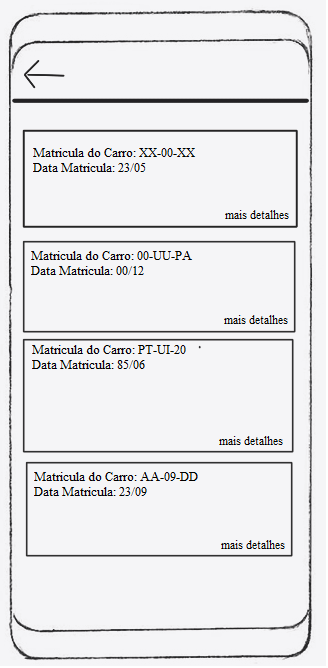 Matricula do Carro: XX-00-XX
Data Matricula: 23/05
mais detalhes
Matricula do Carro: 00-UU-PA
Data Matricula: 00/12
mais detalhes
Matricula do Carro: PT-UI-20
Data Matricula: 85/06
mais detalhes
Matricula do Carro: AA-09-DD
Data Matricula: 23/09
mais detalhes